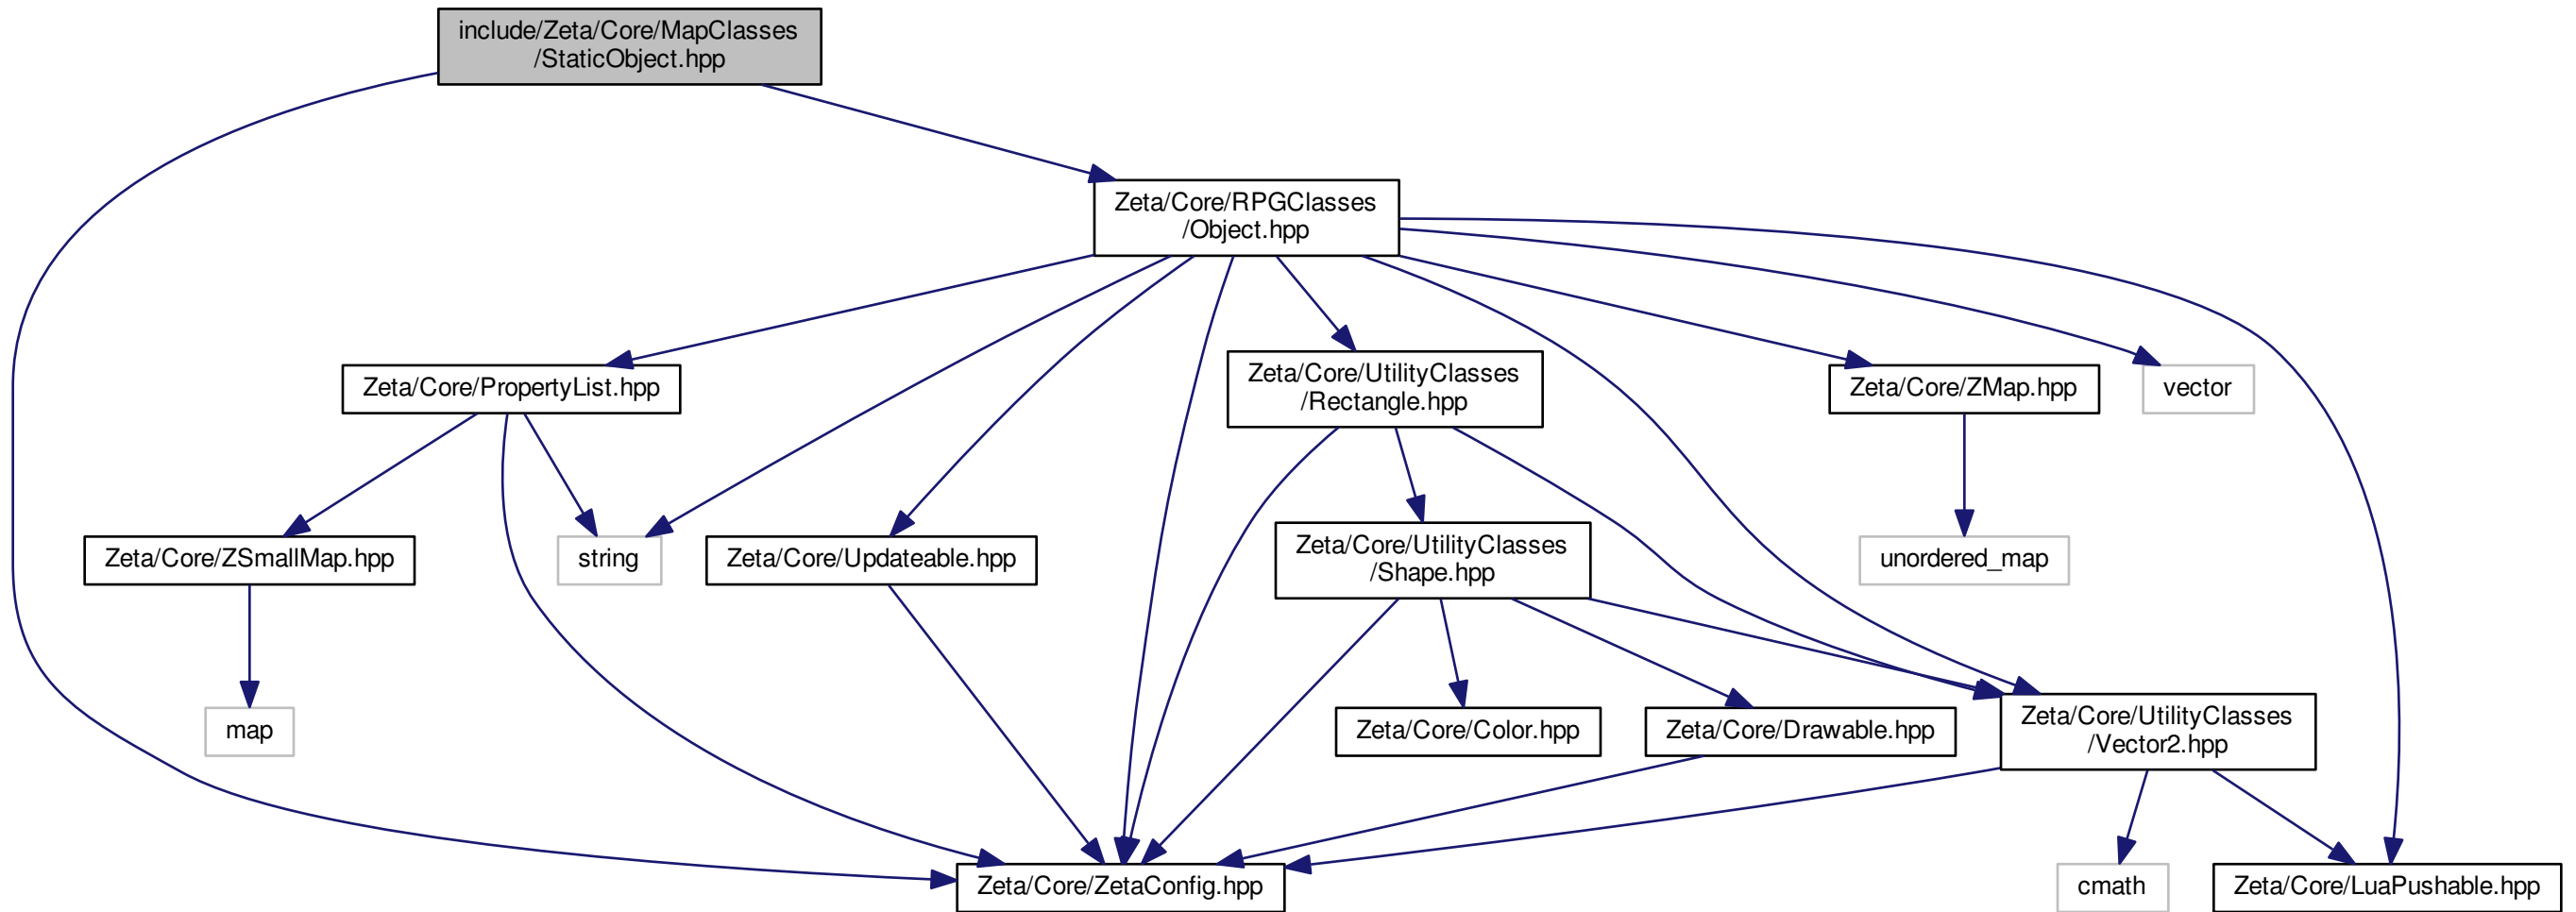 include/Zeta/Core/MapClasses
/StaticObject.hpp
Zeta/Core/RPGClasses
/Object.hpp
Zeta/Core/PropertyList.hpp
Zeta/Core/UtilityClasses
/Rectangle.hpp
Zeta/Core/ZMap.hpp
vector
Zeta/Core/ZSmallMap.hpp
string
Zeta/Core/Updateable.hpp
Zeta/Core/UtilityClasses
/Shape.hpp
unordered_map
map
Zeta/Core/Color.hpp
Zeta/Core/Drawable.hpp
Zeta/Core/UtilityClasses
/Vector2.hpp
Zeta/Core/ZetaConfig.hpp
cmath
Zeta/Core/LuaPushable.hpp